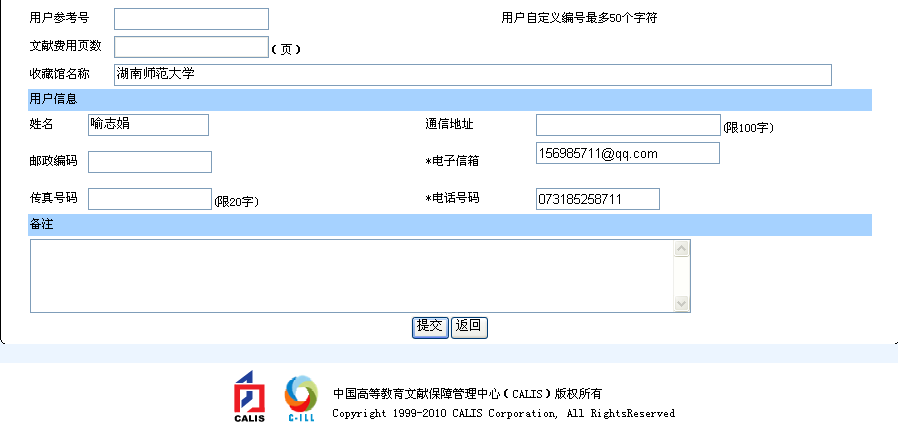 用户参考号 用户自定义编号最多50个字符
文献费用页数 (页)
收藏馆名称 湖南师范大学
用户信息
姓名 喻志娟 通信地址 (限100字)
邮政编码 *电子信箱 156985711@qq.com
传真号码 (限20字) *电话号码 073185258711
备注
提交 返回
CALIS C-ILL 中国高等教育文献保障管理中心(CALIS)版权所有
Copyright 1999-2010 CALIS Corporation, All RightsReserved